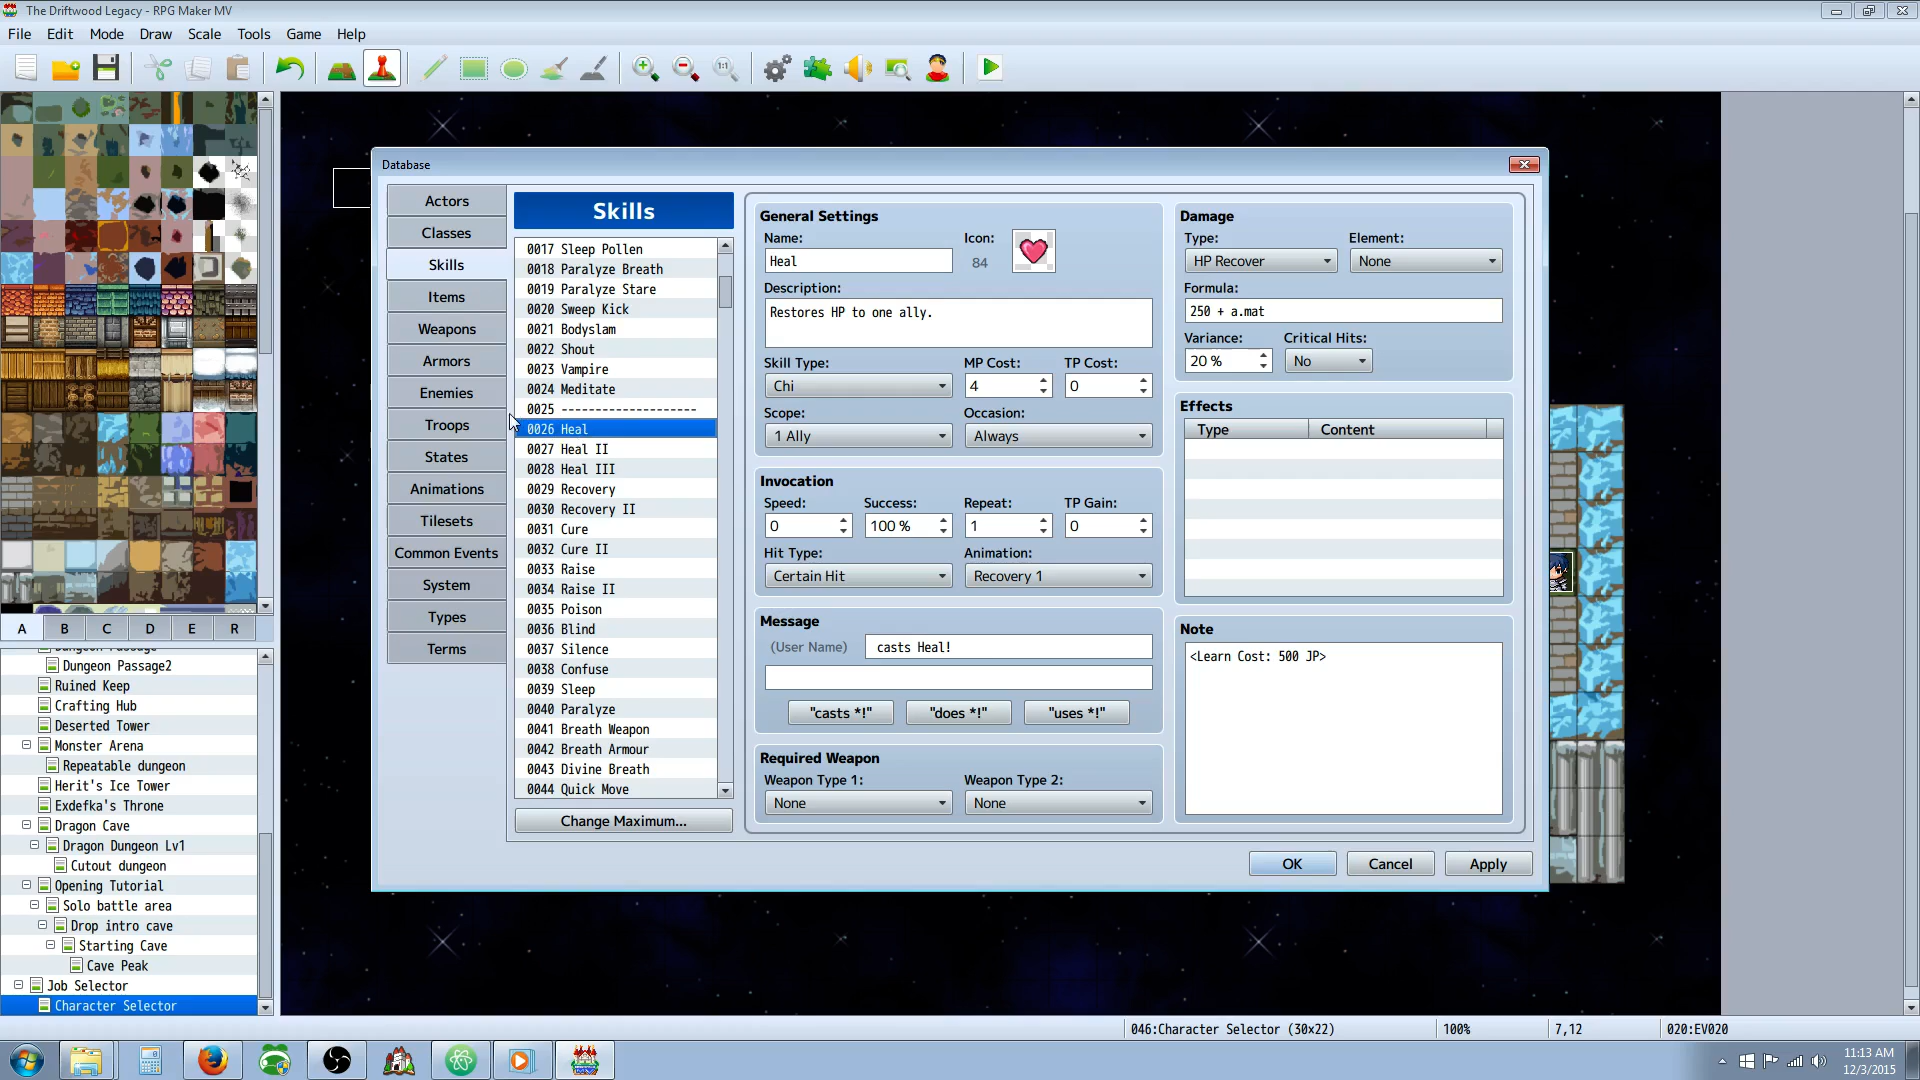 The Driftwood Legacy - RPG Maker MV
File Edit Mode Draw Scale Tools Game Help
1:1
Database
Actors
Classes
Skills
Items
Weapons
Armors
Enemies
Troops
States
Animations
Tilesets
Common Events
System
Types
Terms
Skills
0017 Sleep Pollen
0018 Paralyze Breath
0019 Paralyze Stare
0020 Sweep Kick
0021 Bodyslam
0022 Shout
0023 Vampire
0024 Meditate
0025 --------------------
0026 Heal
0027 Heal II
0028 Heal III
0029 Recovery
0030 Recovery II
0031 Cure
0032 Cure II
0033 Raise
0034 Raise II
0035 Poison
0036 Blind
0037 Silence
0038 Confuse
0039 Sleep
0040 Paralyze
0041 Breath Weapon
0042 Breath Armour
0043 Divine Breath
0044 Quick Move
Change Maximum...
General Settings
Name: Icon:
Heal 84
Description:
Restores HP to one ally.
Skill Type: MP Cost: TP Cost:
Chi 4 0
Scope: Occasion:
1 Ally Always
Invocation
Speed: Success: Repeat: TP Gain:
0 100 % 1 0
Hit Type: Animation:
Certain Hit Recovery 1
Message
(User Name) casts Heal!
"casts *!" "does *!" "uses *!"
Required Weapon
Weapon Type 1: Weapon Type 2:
None None
Damage
Type: Element:
HP Recover None
Formula:
250 + a.mat
Variance: Critical Hits:
20 % No
Effects
Type Content
Note
<Learn Cost: 500 JP>
OK Cancel Apply
A B C D E R
Dungeon Passage
Dungeon Passage2
Ruined Keep
Crafting Hub
Deserted Tower
Monster Arena
Repeatable dungeon
Herit's Ice Tower
Exdefka's Throne
Dragon Cave
Dragon Dungeon Lv1
Cutout dungeon
Opening Tutorial
Solo battle area
Drop intro cave
Starting Cave
Cave Peak
Job Selector
Character Selector
046:Character Selector (30x22) 100% 7,12 020:EV020
11:13 AM
12/3/2015